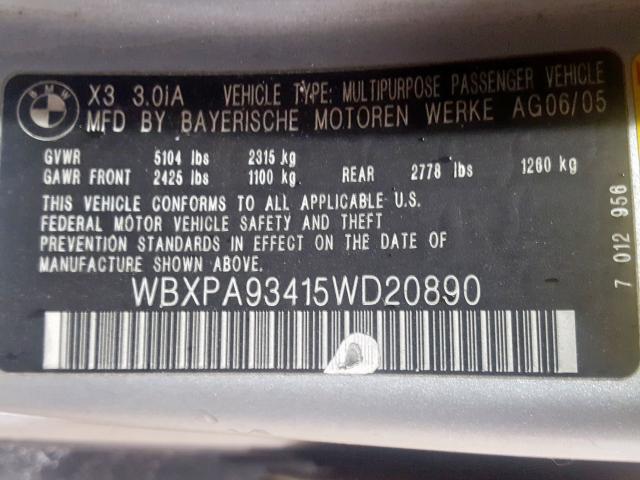 BMW X3 3.0iA VEHICLE TYPE: MULTIPURPOSE PASSENGER VEHICLE
MFD BY BAYERISCHE MOTOREN WERKE AG06/05
GVWR 5104 lbs 2315 kg
GAWR FRONT 2425 lbs 1100 kg REAR 2778 lbs 1260 kg
THIS VEHICLE CONFORMS TO ALL APPLICABLE U.S.
FEDERAL MOTOR VEHICLE SAFETY AND THEFT
PREVENTION STANDARDS IN EFFECT ON THE DATE OF
MANUFACTURE SHOWN ABOVE.
WBXPA93415WD20890
7 012 956